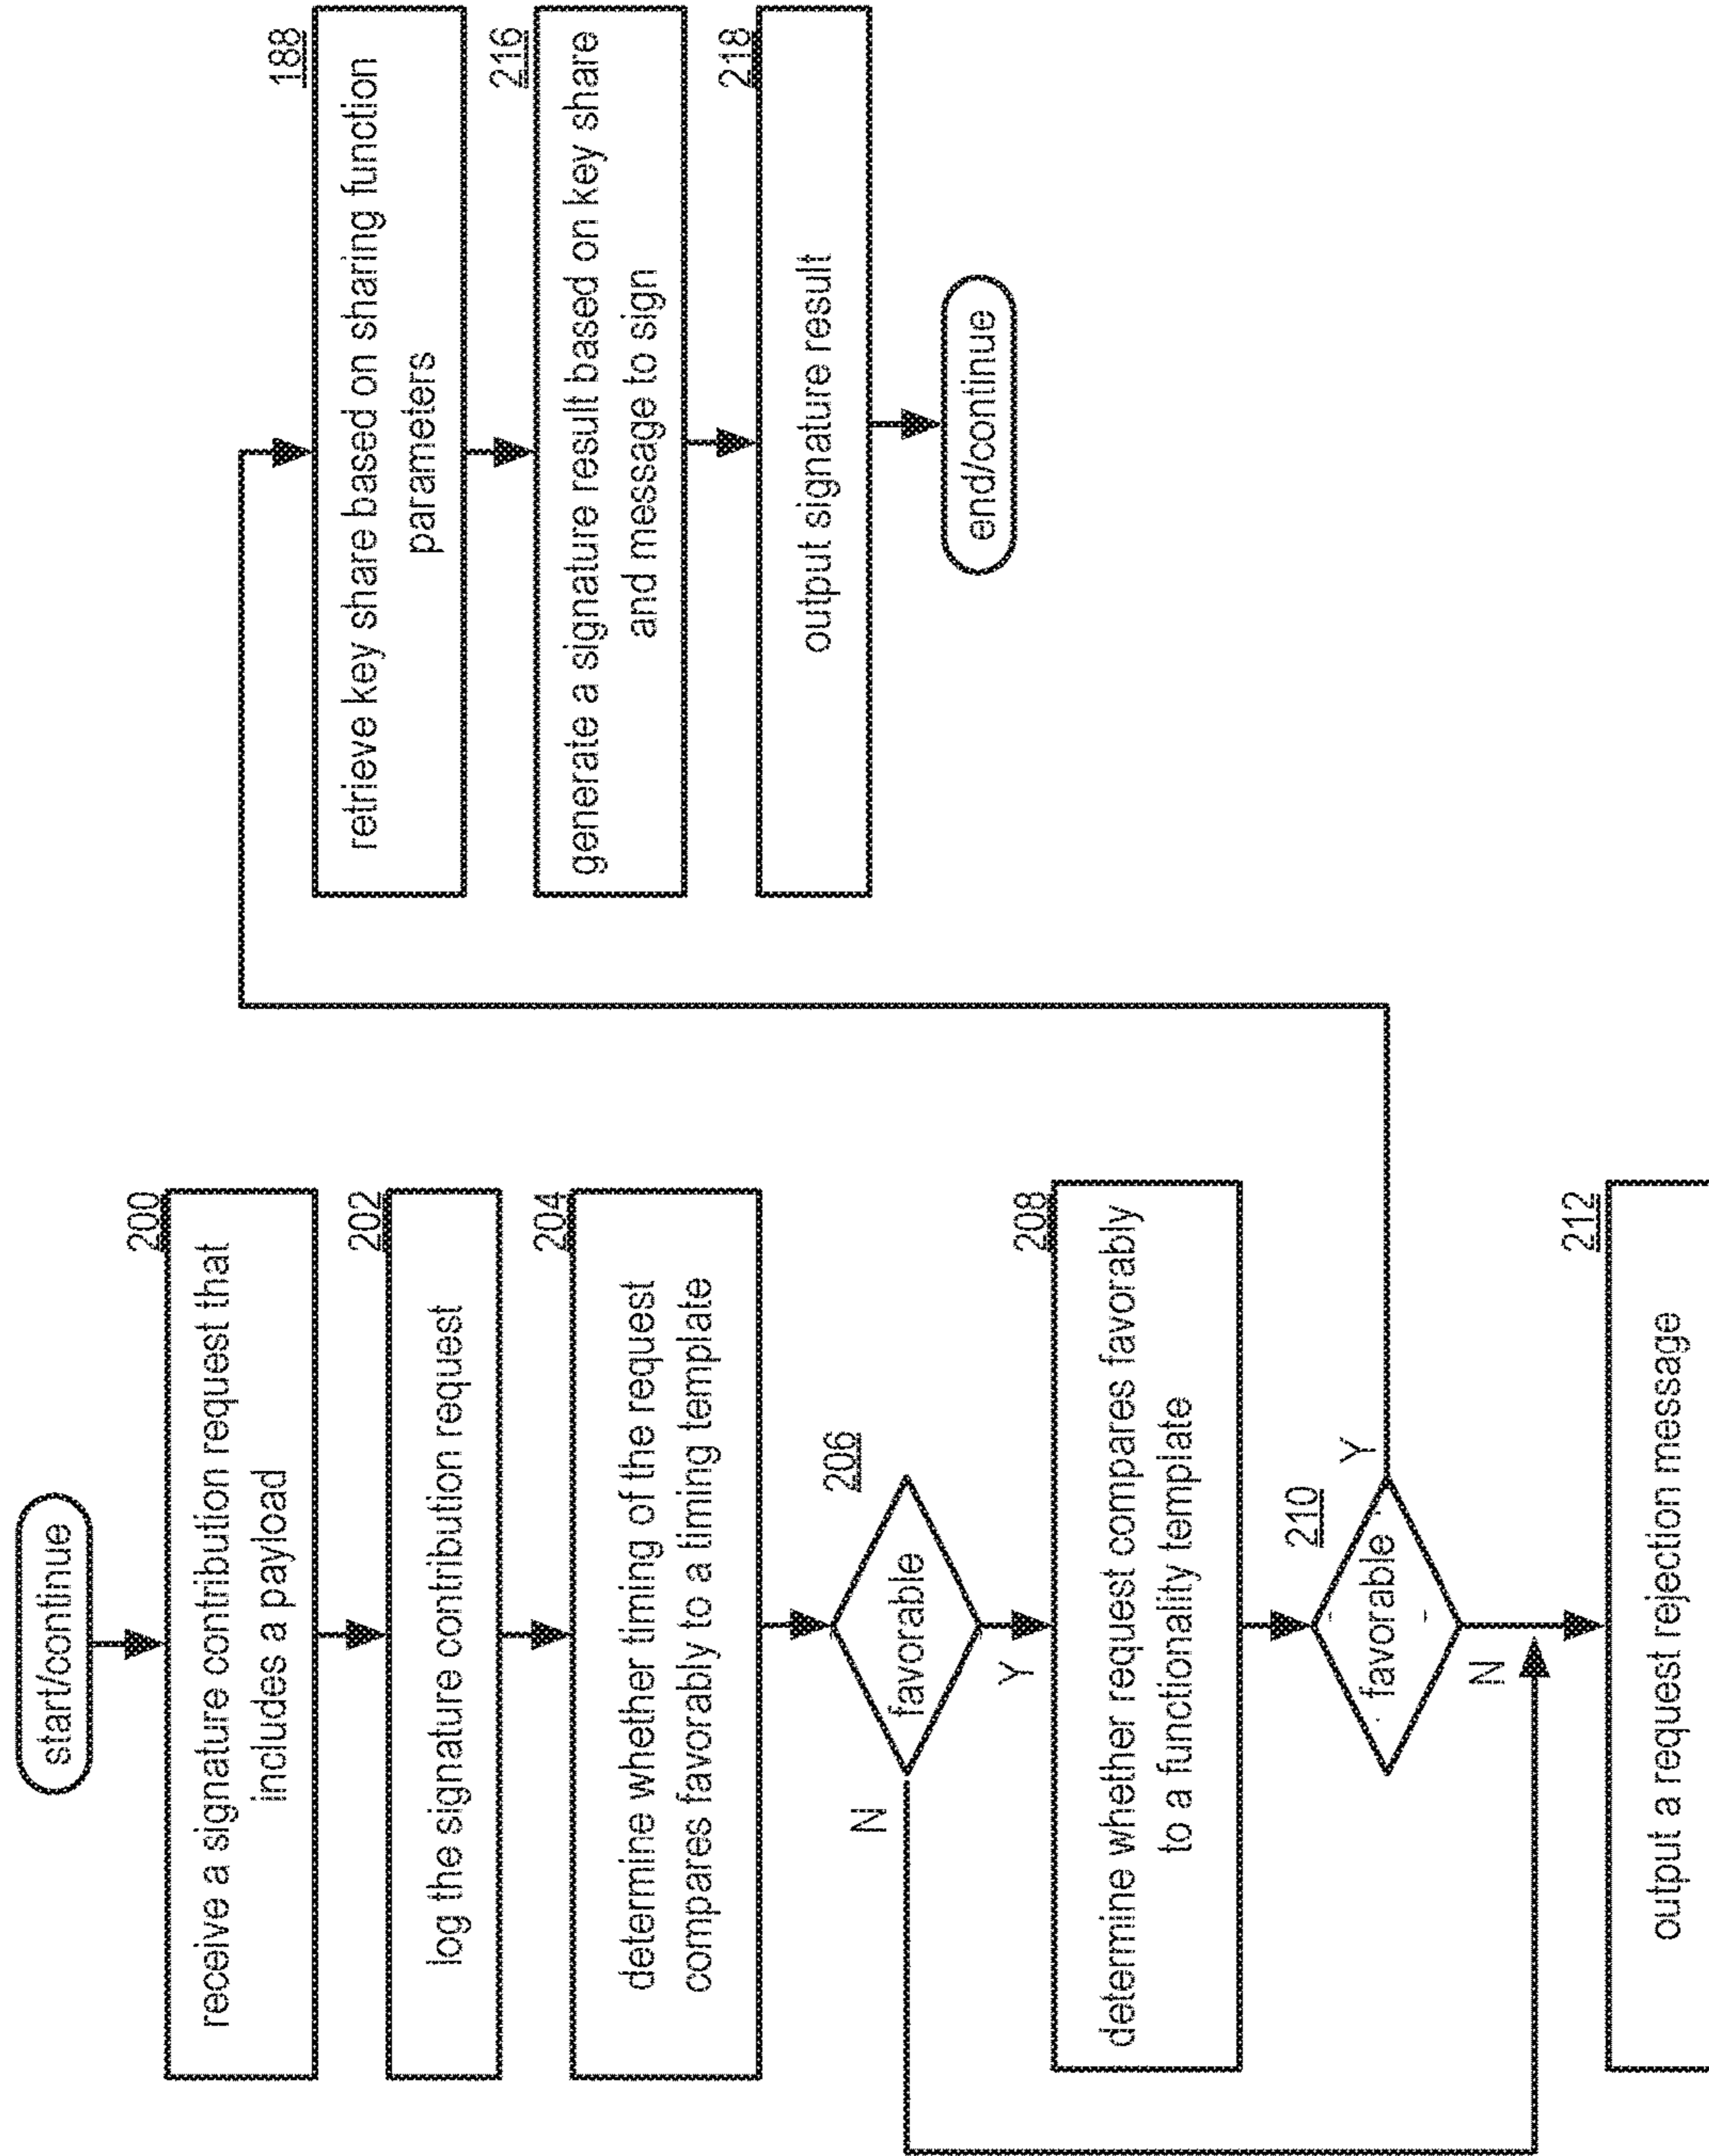 start/continue
200
receive a signature contribution request that
includes a payload
202
log the signature contribution request
204
determine whether timing of the request
compares favorably to a timing template
206
favorable
N
Y
208
determine whether request compares favorably
to a functionality template
210
favorable
Y
N
212
output a request rejection message
188
retrieve key share based on sharing function
parameters
216
generate a signature result based on key share
and message to sign
218
output signature result
end/continue